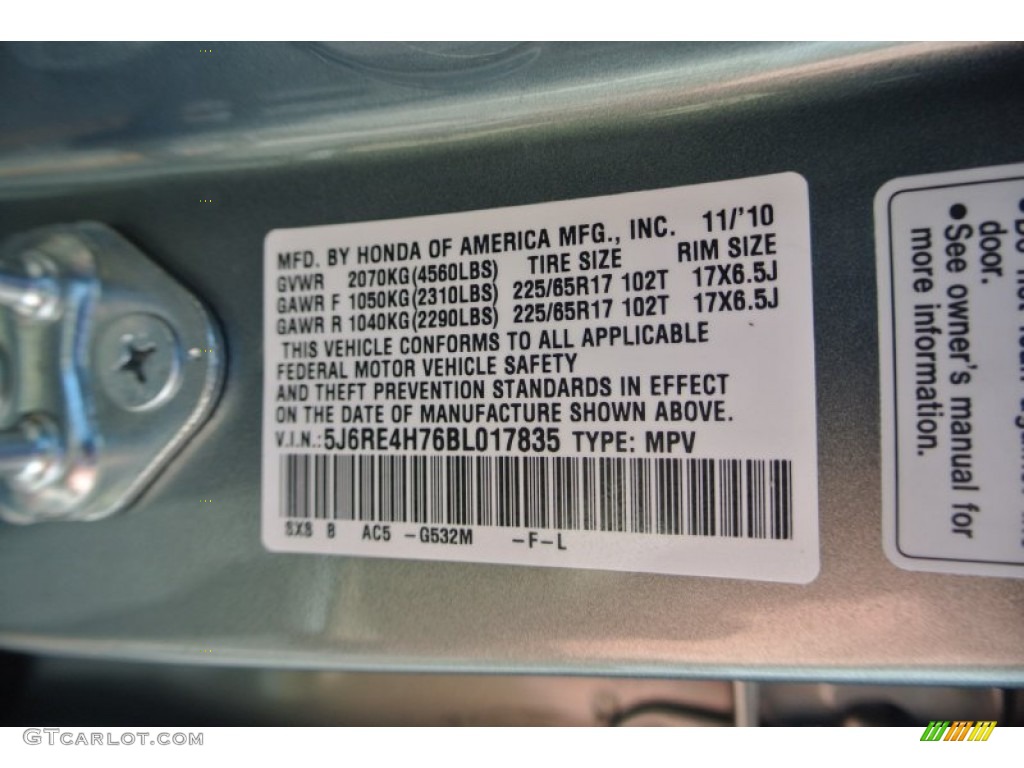 MFD. BY HONDA OF AMERICA MFG., INC. 11/'10
GVWR 2070KG(4560LBS) TIRE SIZE RIM SIZE
GAWR F 1050KG(2310LBS) 225/65R17 102T 17X6.5J
GAWR R 1040KG(2290LBS) 225/65R17 102T 17X6.5J
THIS VEHICLE CONFORMS TO ALL APPLICABLE
FEDERAL MOTOR VEHICLE SAFETY
AND THEFT PREVENTION STANDARDS IN EFFECT
ON THE DATE OF MANUFACTURE SHOWN ABOVE.
V.I.N.:5J6RE4H76BL017835 TYPE: MPV
SXS B AC5 -G532M -F-L
door.
●See owner's manual for
more information.
GTcarlot.com